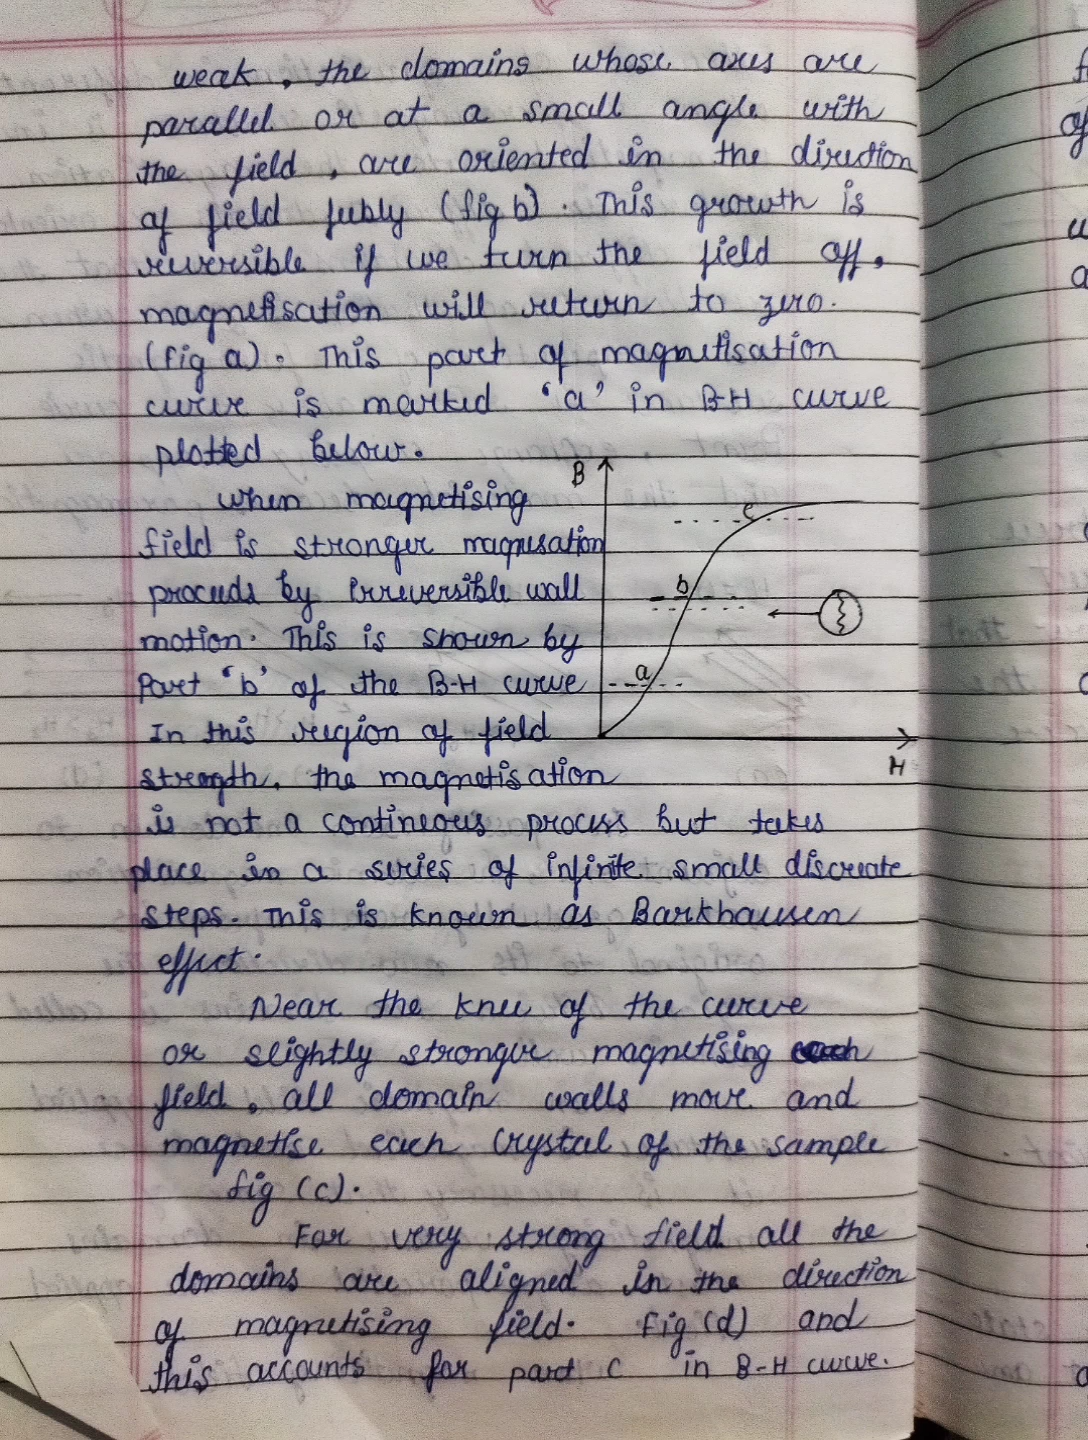 weak, the domains whose axes are
parallel or at a small angle with
the field, are oriented in the direction
of field (fig b). This growth is
reversible if we turn the field off,
magnetisation will return to zero.
(fig a). This part of magnetisation
curve is marked 'a' in B-H curve
plotted below.
B
when magnetising
field is stronger magnisation
proceeds by irreversible wall
motion. This is shown by
Part 'b' of the B-H curve
In this region of field
strength, the magnetisation
c
b
a
H
is not a contineous process but takes
place in a series of infinite small discreate
steps. This is known as Barkhausen
effect.
Near the knee of the curve
or slightly stronger magnetising
field, all domain walls move and
magnetise each crystal of the sample
fig (c).
For very strong field all the
domains are aligned in the direction
of magnetising field. Fig (d) and
this accounts for part c in B-H curve.